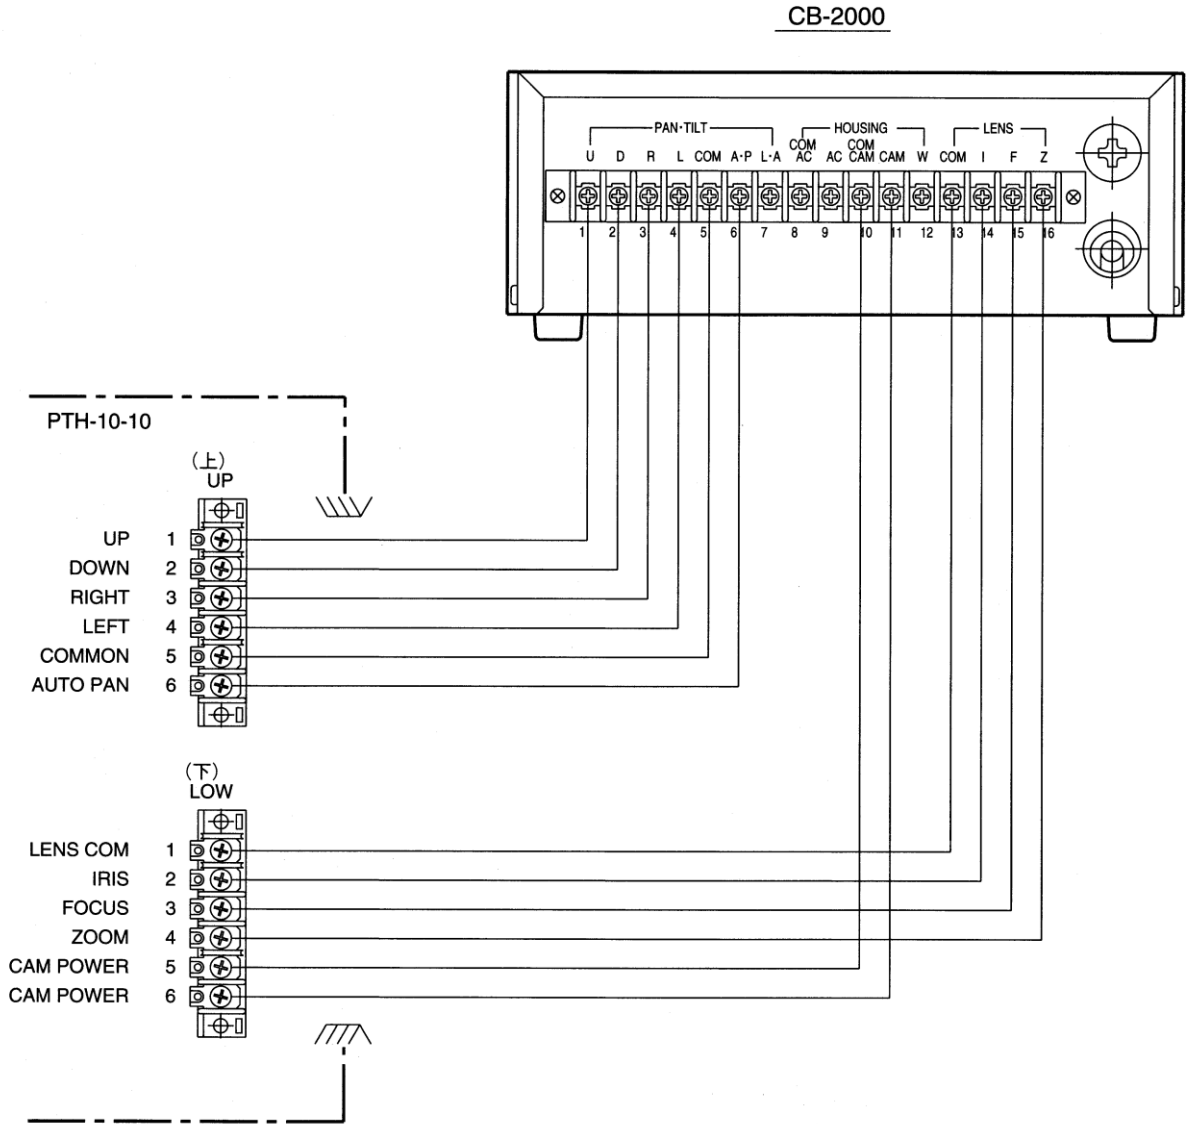 CB-2000
PAN·TILT HOUSING LENS
COM COM
U D R L COM A·P L·A AC AC CAM CAM W COM I F Z
1 2 3 4 5 6 7 8 9 10 11 12 13 14 15 16
PTH-10-10
(上)
UP
UP 1
DOWN 2
RIGHT 3
LEFT 4
COMMON 5
AUTO PAN 6
(下)
LOW
LENS COM 1
IRIS 2
FOCUS 3
ZOOM 4
CAM POWER 5
CAM POWER 6